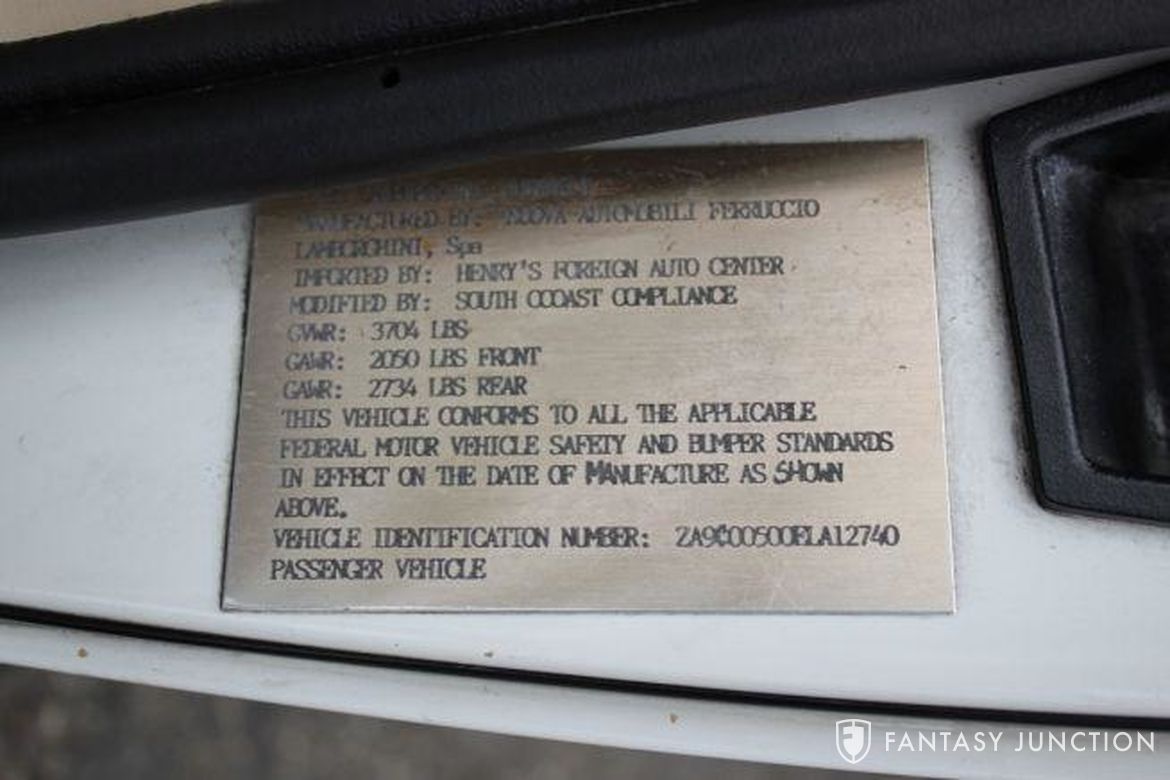 MANUFACTURED BY: NUOVA AUTOMOBILI FERRUCCIO
LAMBORGHINI, Spa
IMPORTED BY: HENRY'S FOREIGN AUTO CENTER
MODIFIED BY: SOUTH COOAST COMPLIANCE
GVWR: 3704 LBS
GAWR: 2050 LBS FRONT
GAWR: 2734 LBS REAR
THIS VEHICLE CONFORMS TO ALL THE APPLICABLE
FEDERAL MOTOR VEHICLE SAFETY AND BUMPER STANDARDS
IN EFFECT ON THE DATE OF MANUFACTURE AS SHOWN
ABOVE.
VEHICLE IDENTIFICATION NUMBER:
PASSENGER VEHICLE
FANTASY JUNCTION